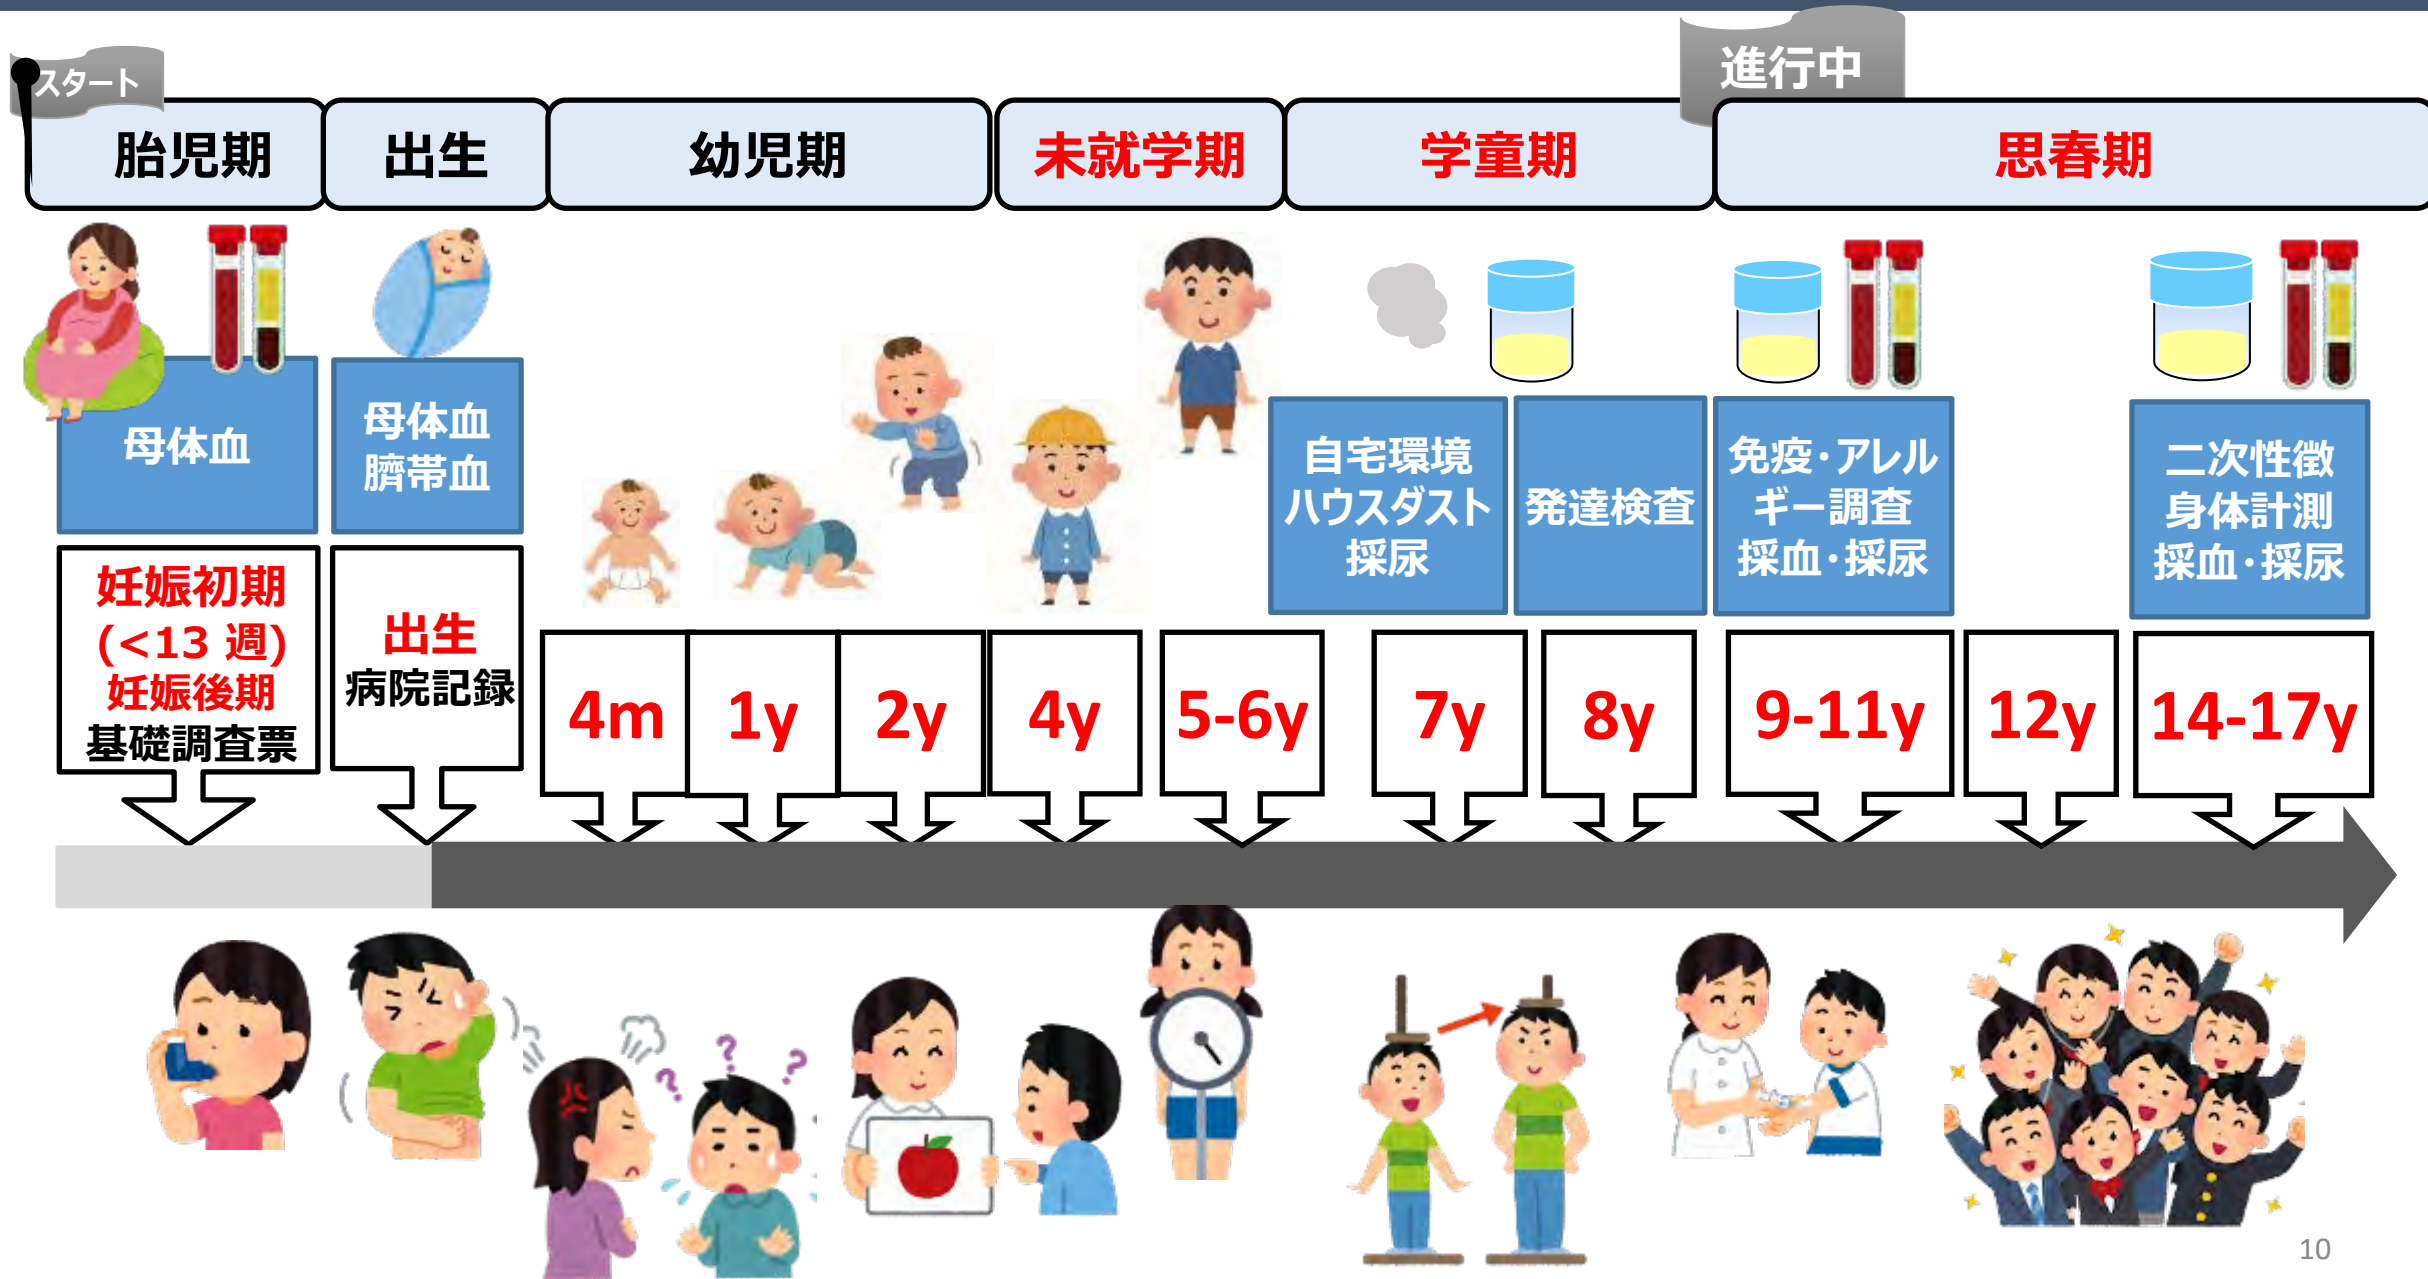 スタート
進行中
胎児期
出生
幼児期
未就学期
学童期
思春期
母体血
母体血
臍帯血
自宅環境
ハウスダスト
採尿
発達検査
免疫・アレル
ギー調査
採血・採尿
二次性徴
身体計測
採血・採尿
妊娠初期
(<13 週)
妊娠後期
基礎調査票
出生
病院記録
4m
1y
2y
4y
5-6y
7y
8y
9-11y
12y
14-17y
? ? ?
10